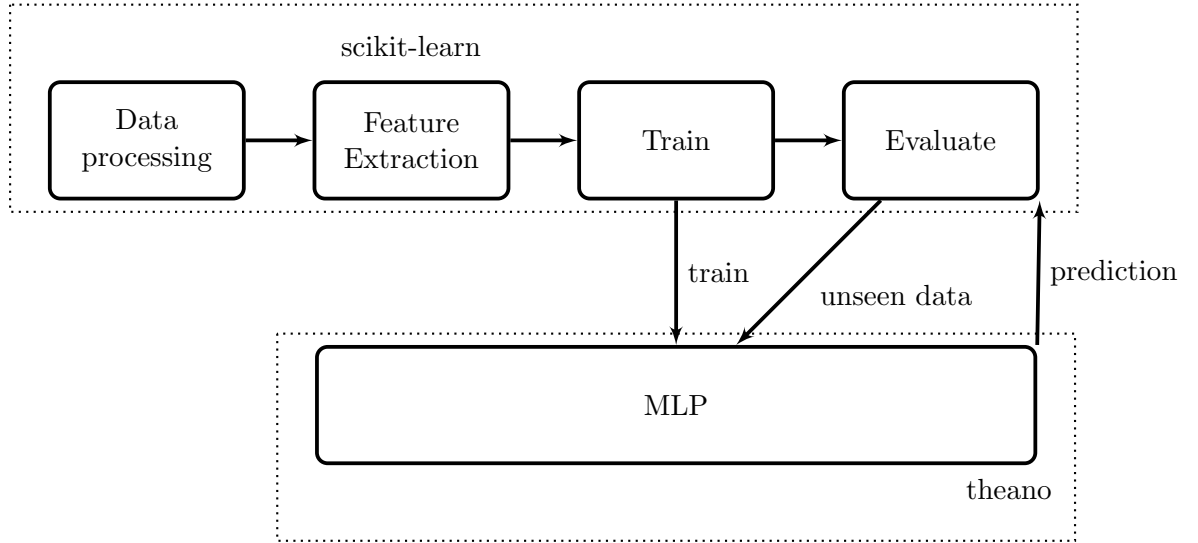 scikit-learn
Data
processing
Feature
Extraction
Train
Evaluate
train
unseen data
prediction
MLP
theano